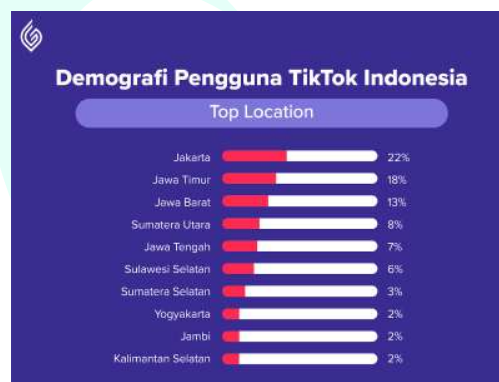 Demografi Pengguna TikTok Indonesia
Top Location
Jakarta 22%
Jawa Timur 18%
Jawa Barat 13%
Sumatera Utara 8%
Jawa Tengah 7%
Sulawesi Selatan 6%
Sumatera Selatan 3%
Yogyakarta 2%
Jambi 2%
Kalimantan Selatan 2%